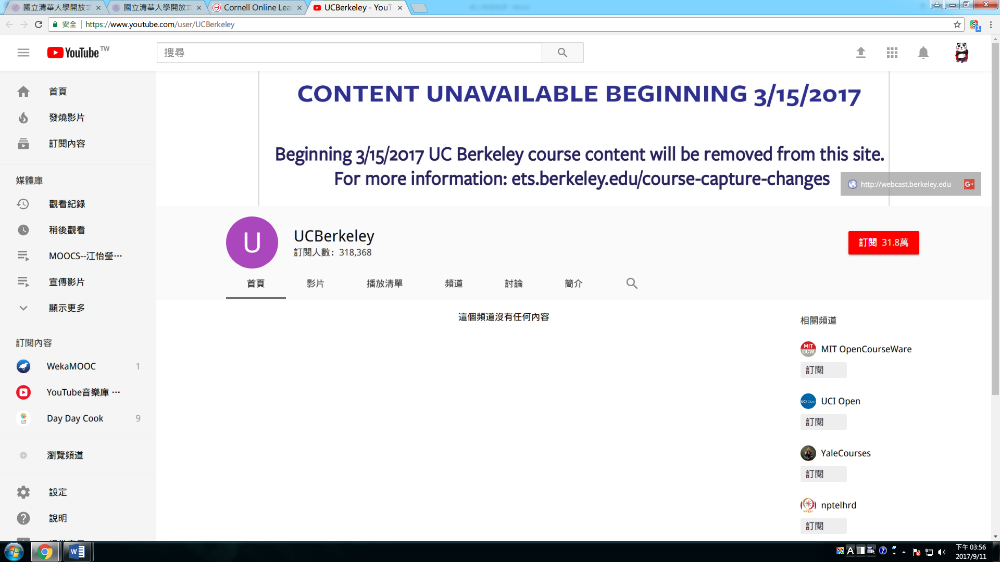 國立清華大學開放式
國立清華大學開放式
Cornell Online Lea
UCBerkeley - YouT
安全
https://www.youtube.com/user/UCBerkeley
YouTube TW
搜尋
首頁
發燒影片
訂閱內容
媒體庫
觀看紀錄
稍後觀看
MOOCS--江怡瑩…
宣傳影片
顯示更多
訂閱內容
WekaMOOC 1
YouTube音樂庫 …
Day Day Cook 9
瀏覽頻道
設定
說明
CONTENT UNAVAILABLE BEGINNING 3/15/2017
Beginning 3/15/2017 UC Berkeley course content will be removed from this site.
For more information: ets.berkeley.edu/course-capture-changes
http://webcast.berkeley.edu
G+
U
UCBerkeley
訂閱人數：318,368
訂閱 31.8萬
首頁 影片 播放清單 頻道 討論 簡介
這個頻道沒有任何內容
相關頻道
MIT OCW
MIT OpenCourseWare
訂閱
UCI Open
UCI Open
訂閱
YaleCourses
訂閱
nptelhrd
訂閱
下午 03:56
2017/9/11